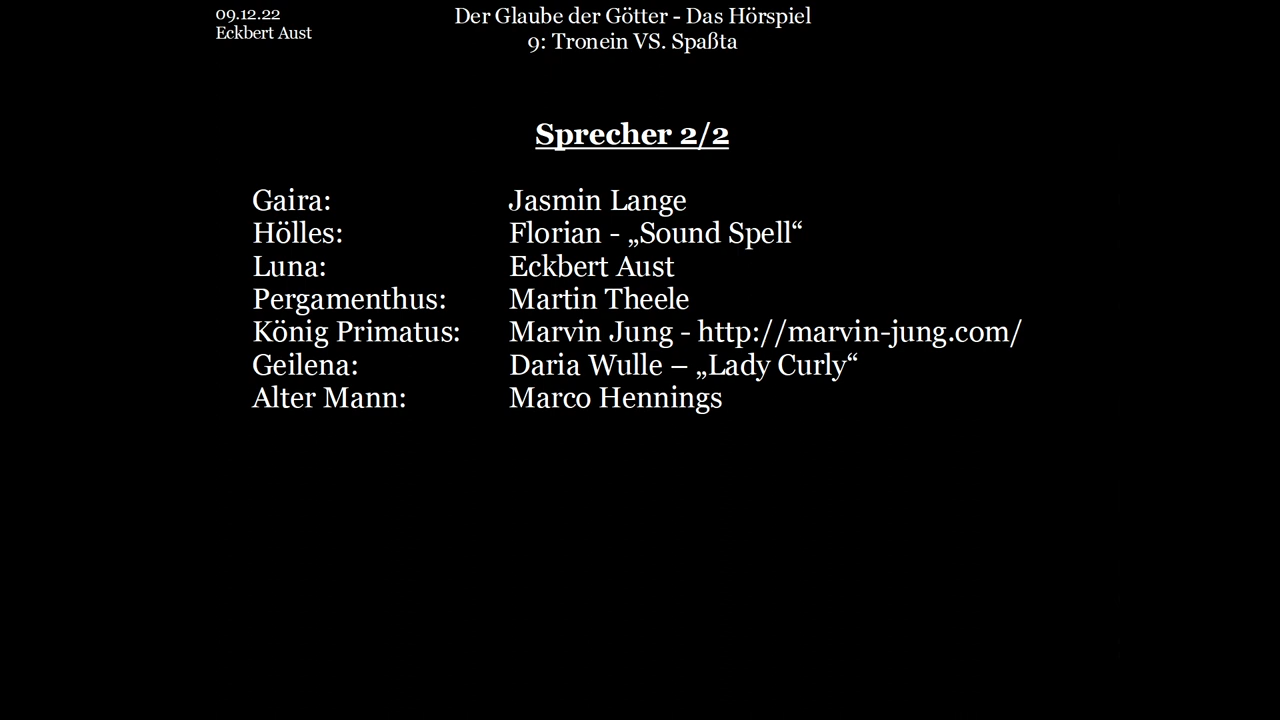 09.12.22
Eckbert Aust
Der Glaube der Götter - Das Hörspiel
9: Tronein VS. Spaßta
Sprecher 2/2
Gaira: Jasmin Lange
Hölles: Florian - „Sound Spell“
Luna: Eckbert Aust
Pergamenthus: Martin Theele
König Primatus: Marvin Jung - http://marvin-jung.com/
Geilena: Daria Wulle – „Lady Curly“
Alter Mann: Marco Hennings